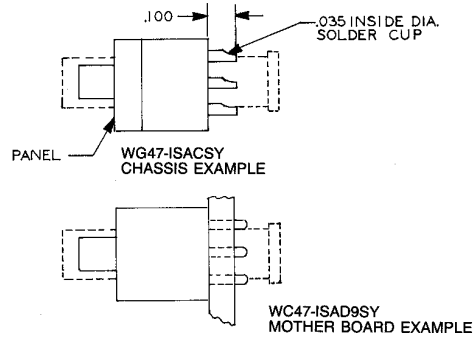 .100
.035 INSIDE DIA.
SOLDER CUP
PANEL
WG47-ISACSY
CHASSIS EXAMPLE
WC47-ISAD9SY
MOTHER BOARD EXAMPLE